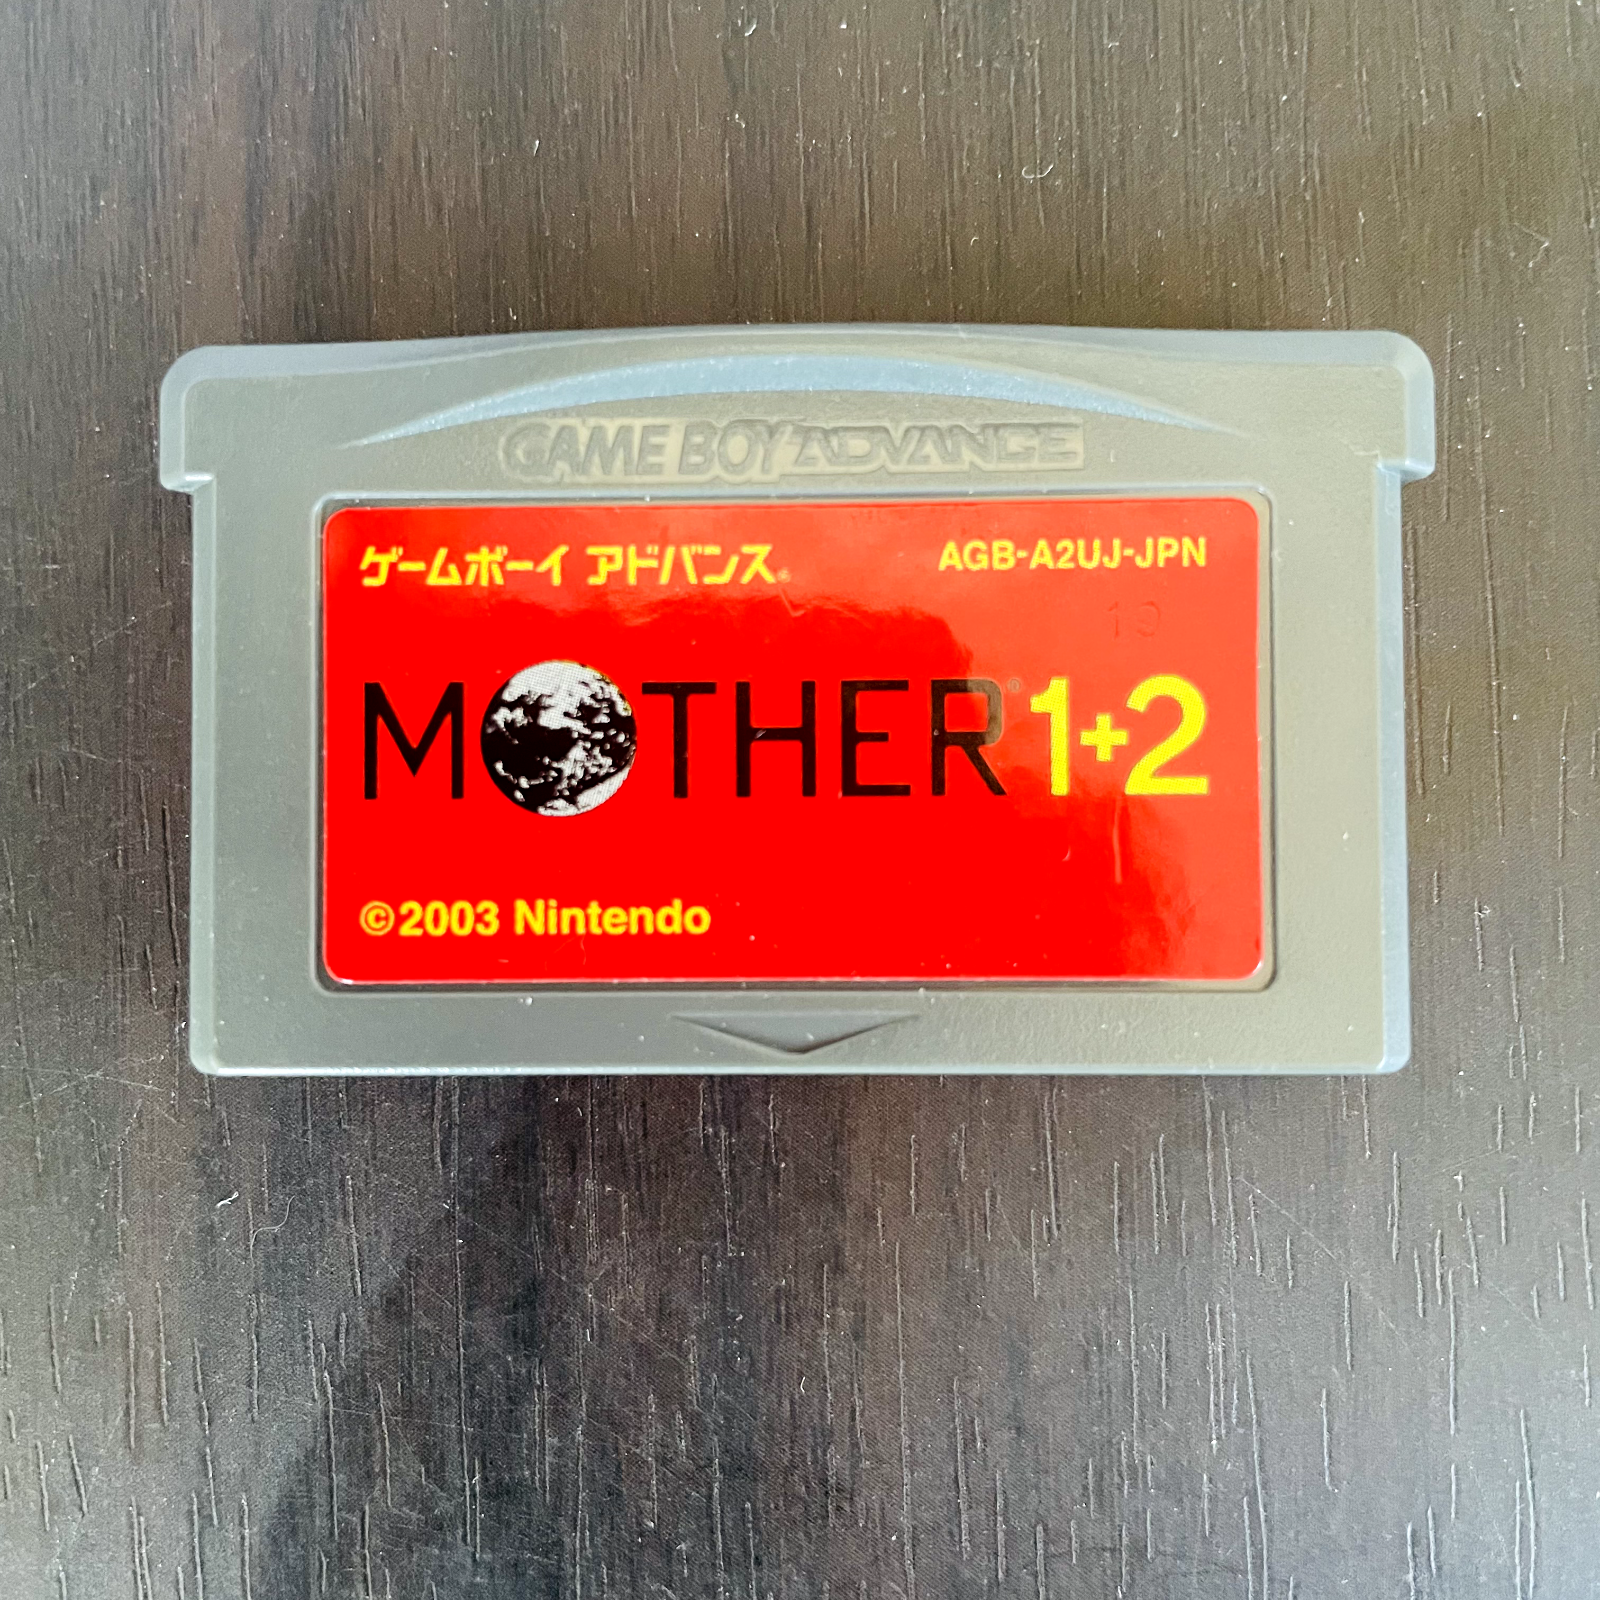 GAME BOY ADVANCE
ゲームボーイ アドバンス®
AGB-A2UJ-JPN
19
MOTHER® 1+2
©2003 Nintendo